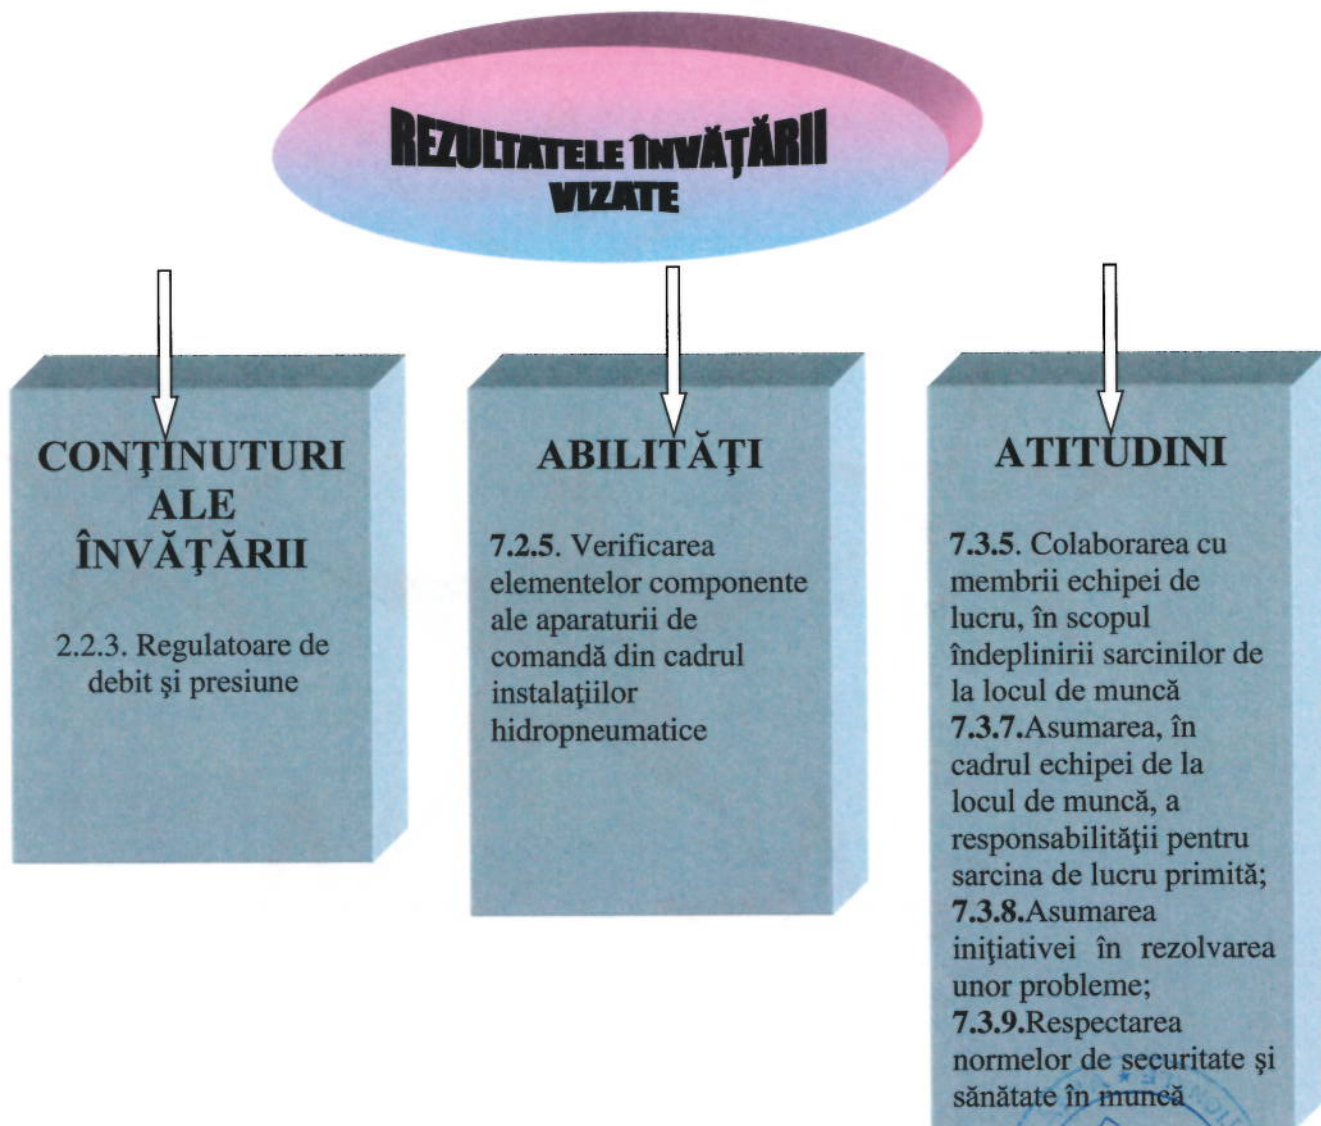 REZULTATELE ÎNVĂŢĂRII
VIZATE
CONŢINUTURI
ALE
ÎNVĂŢĂRII
2.2.3. Regulatoare de
debit şi presiune
ABILITĂŢI
7.2.5. Verificarea
elementelor componente
ale aparaturii de
comandă din cadrul
instalaţiilor
hidropneumatice
ATITUDINI
7.3.5. Colaborarea cu
membrii echipei de
lucru, în scopul
îndeplinirii sarcinilor de
la locul de muncă
7.3.7.Asumarea, în
cadrul echipei de la
locul de muncă, a
responsabilităţii pentru
sarcina de lucru primită;
7.3.8.Asumarea
iniţiativei în rezolvarea
unor probleme;
7.3.9.Respectarea
normelor de securitate şi
sănătate în muncă